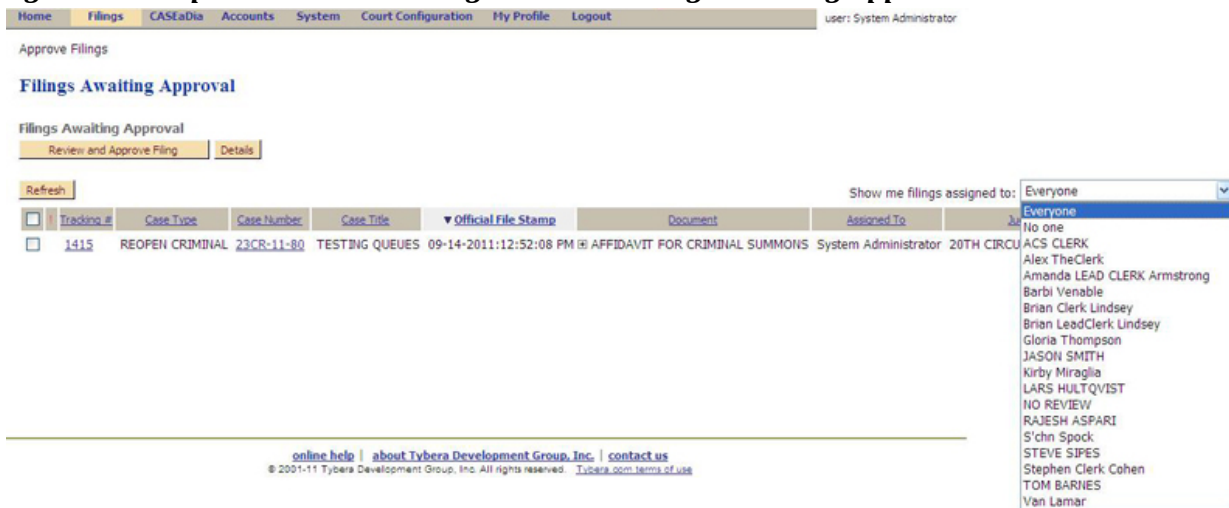 Home Filings CASEaDia Accounts System Court Configuration My Profile Logout user: System Administrator
Approve Filings
Filings Awaiting Approval
Filings Awaiting Approval
Review and Approve Filing Details
Refresh Show me filings assigned to: Everyone
! Tracking # Case Type Case Number Case Title ▼ Official File Stamp Document Assigned To
1415 REOPEN CRIMINAL 23CR-11-80 TESTING QUEUES 09-14-2011:12:52:08 PM AFFIDAVIT FOR CRIMINAL SUMMONS System Administrator 20TH CIRCU
Everyone
No one
ACS CLERK
Alex TheClerk
Amanda LEAD CLERK Armstrong
Barbi Venable
Brian Clerk Lindsey
Brian LeadClerk Lindsey
Gloria Thompson
JASON SMITH
Kirby Miraglia
LARS HULTQVIST
NO REVIEW
RAJESH ASPARI
S'chn Spock
STEVE SIPES
Stephen Clerk Cohen
TOM BARNES
Van Lamar
online help | about Tybera Development Group, Inc. | contact us
© 2001-11 Tybera Development Group, Inc. All rights reserved. Tybera.com terms of use